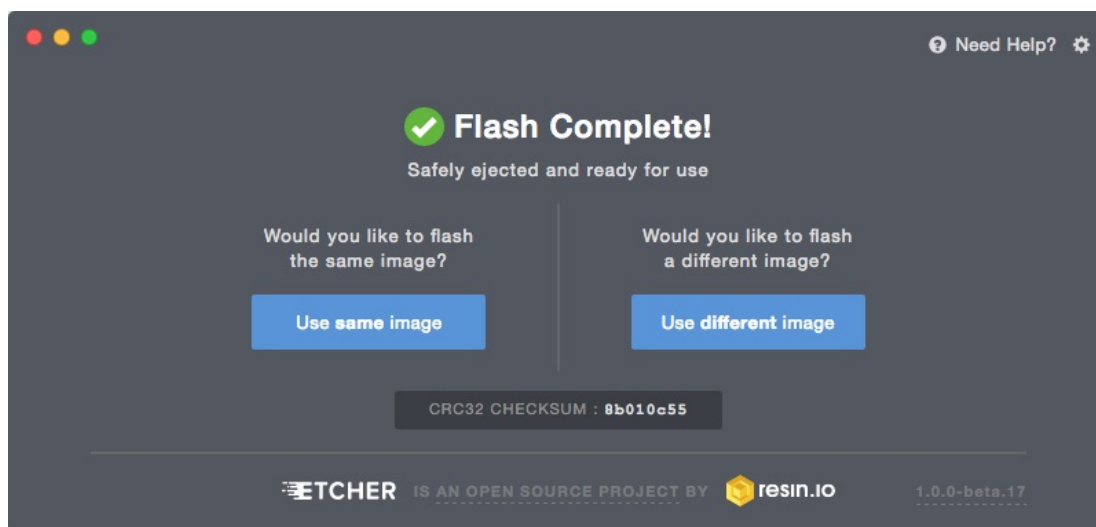 Need Help?
Flash Complete!
Safely ejected and ready for use
Would you like to flash
the same image?
Use same image
Would you like to flash
a different image?
Use different image
CRC32 CHECKSUM : 8b010c55
ETCHER IS AN OPEN SOURCE PROJECT BY resin.io 1.0.0-beta.17